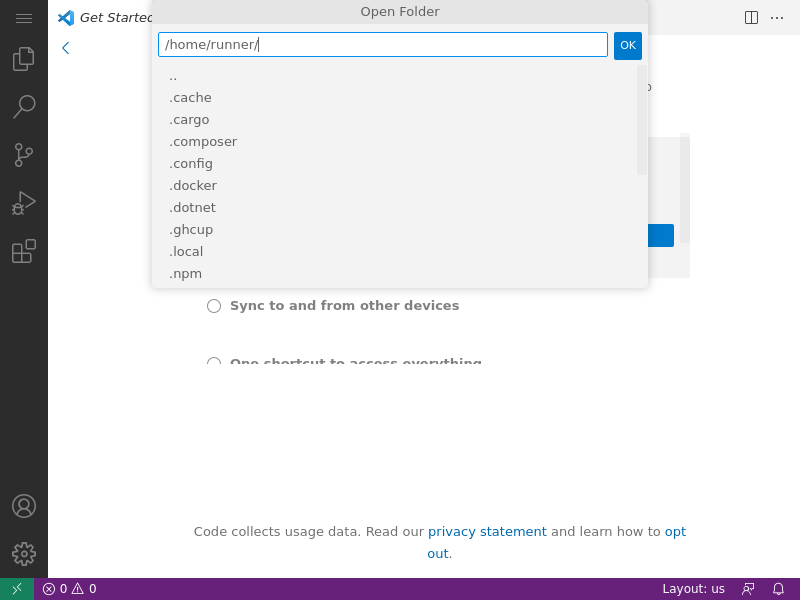 Open Folder
Get Started
/home/runner/
OK
..
.cache
.cargo
.composer
.config
.docker
.dotnet
.ghcup
.local
.npm
Sync to and from other devices
One shortcut to access everything
Code collects usage data. Read our privacy statement and learn how to opt
out.
0 0
Layout: us